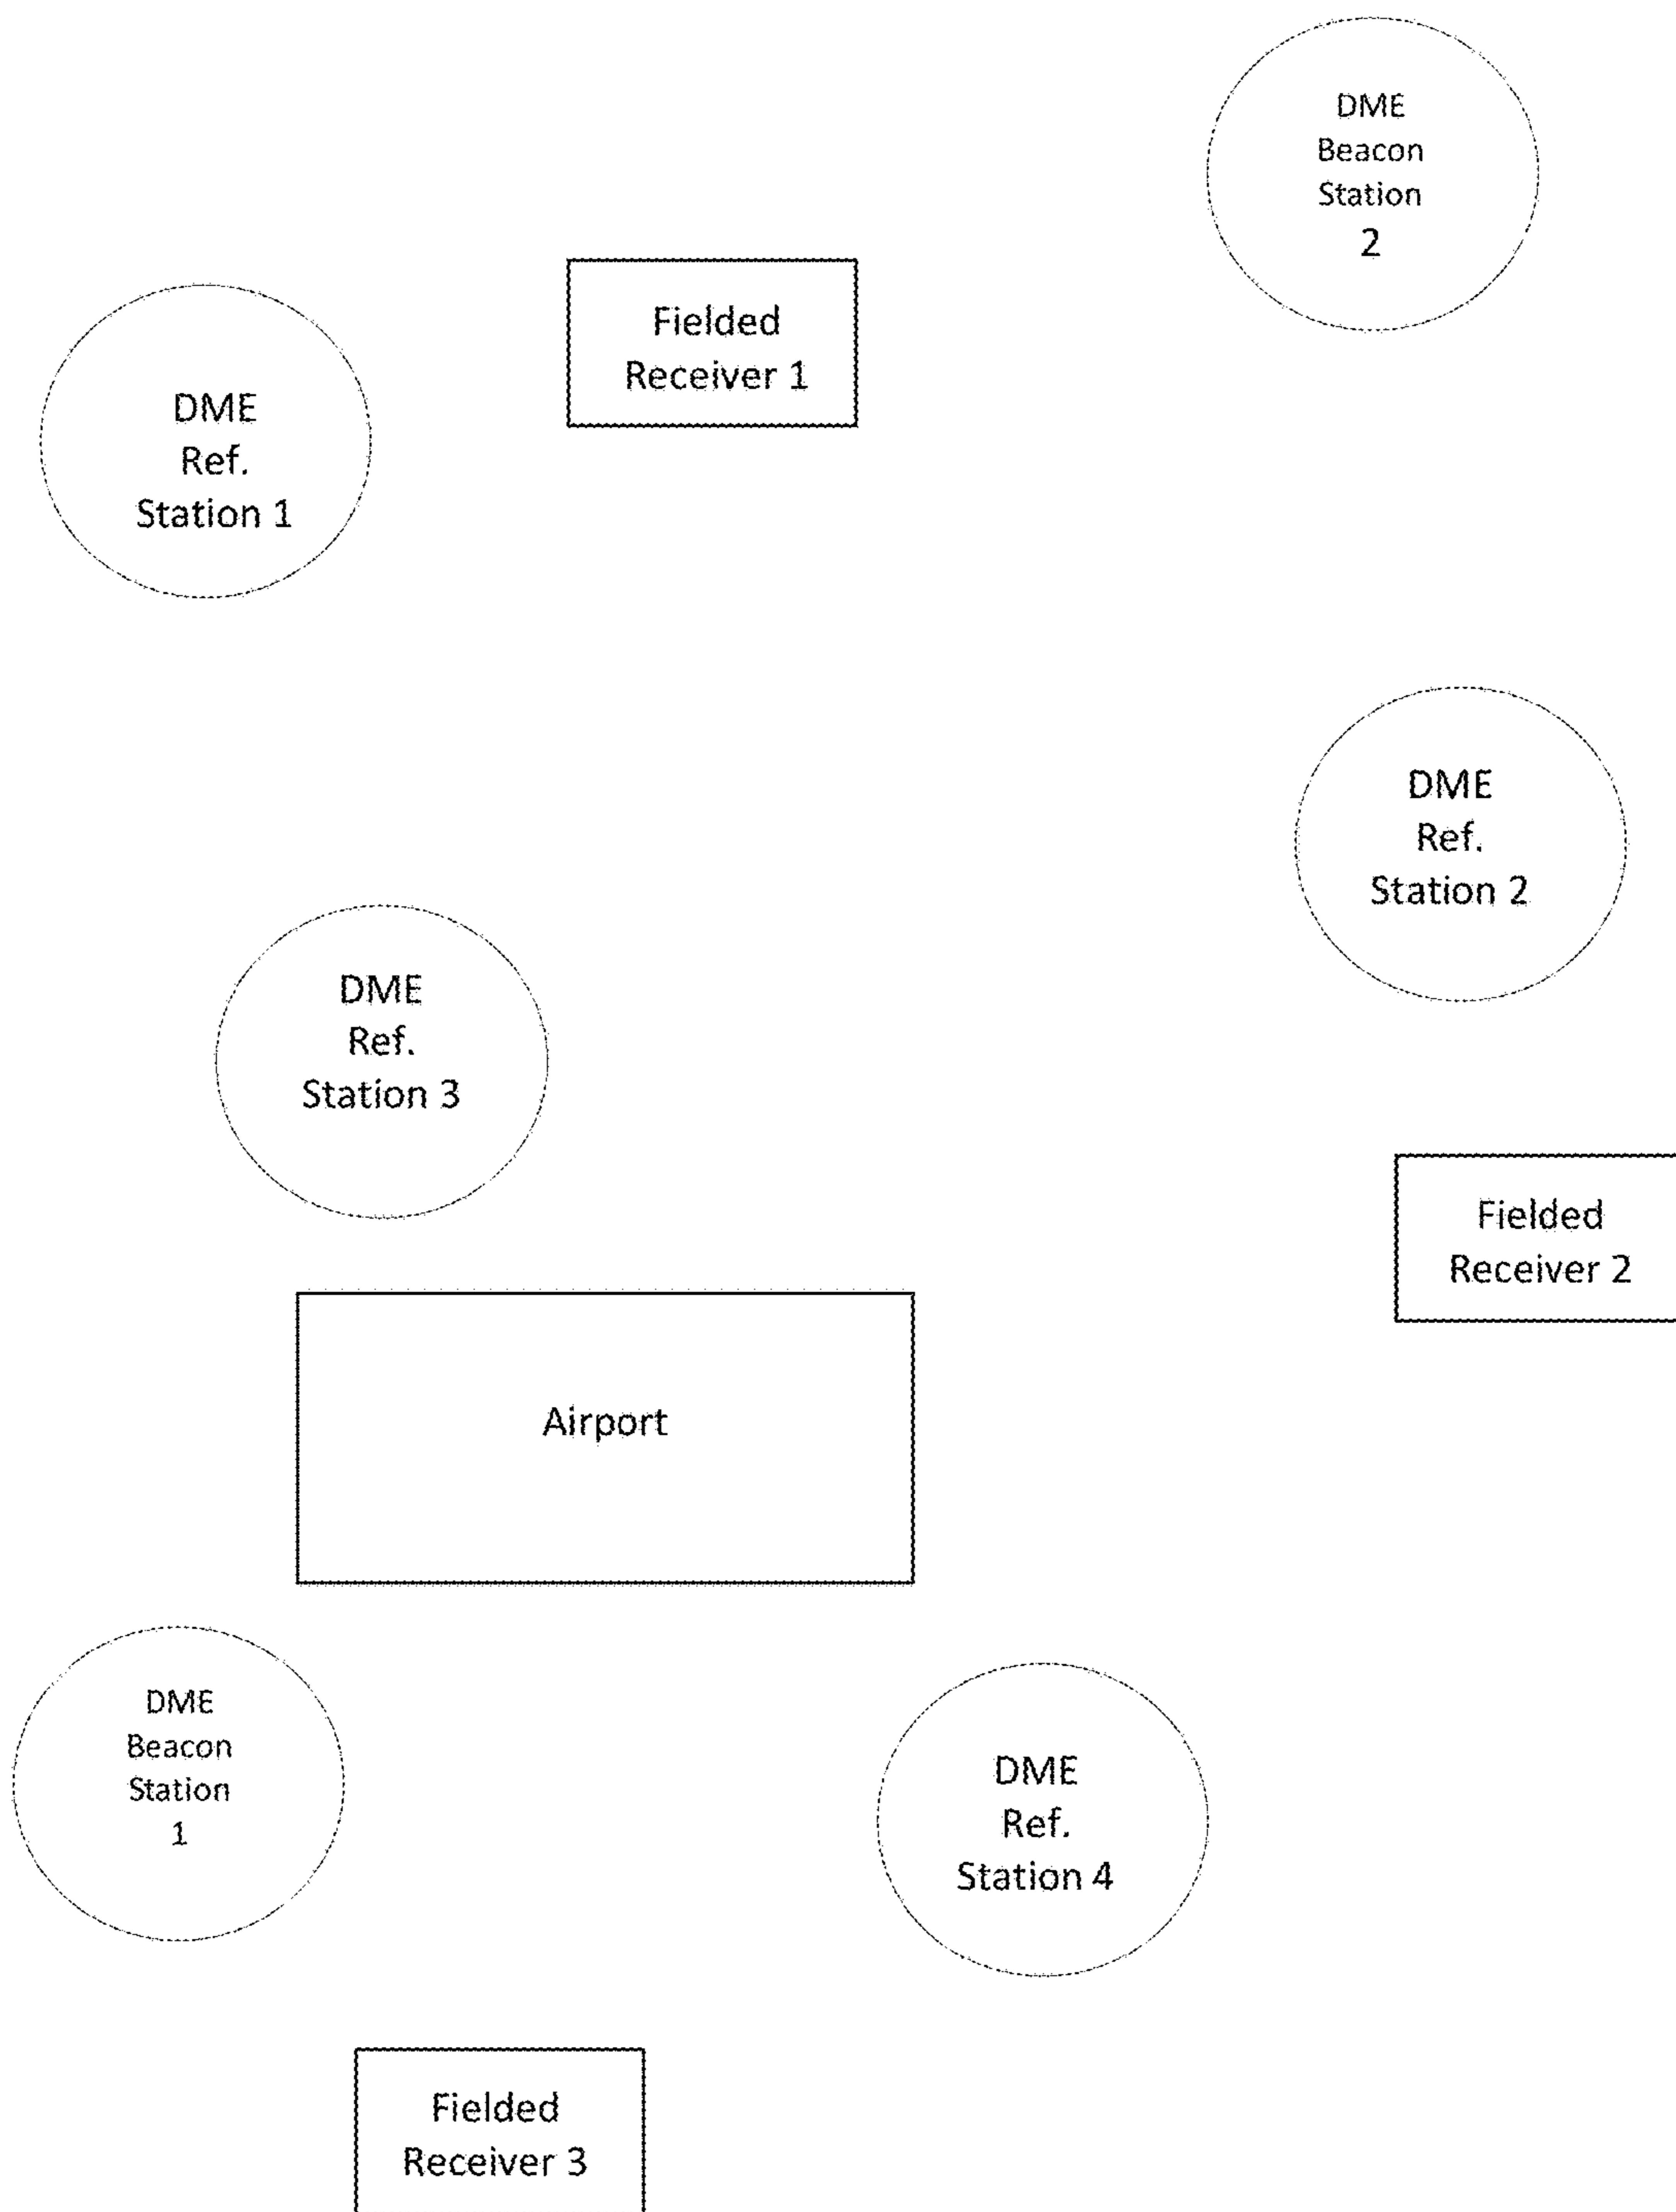 DME
Beacon
Station
2
Fielded
Receiver 1
DME
Ref.
Station 1
DME
Ref.
Station 2
DME
Ref.
Station 3
Fielded
Receiver 2
Airport
DME
Beacon
Station
1
DME
Ref.
Station 4
Fielded
Receiver 3